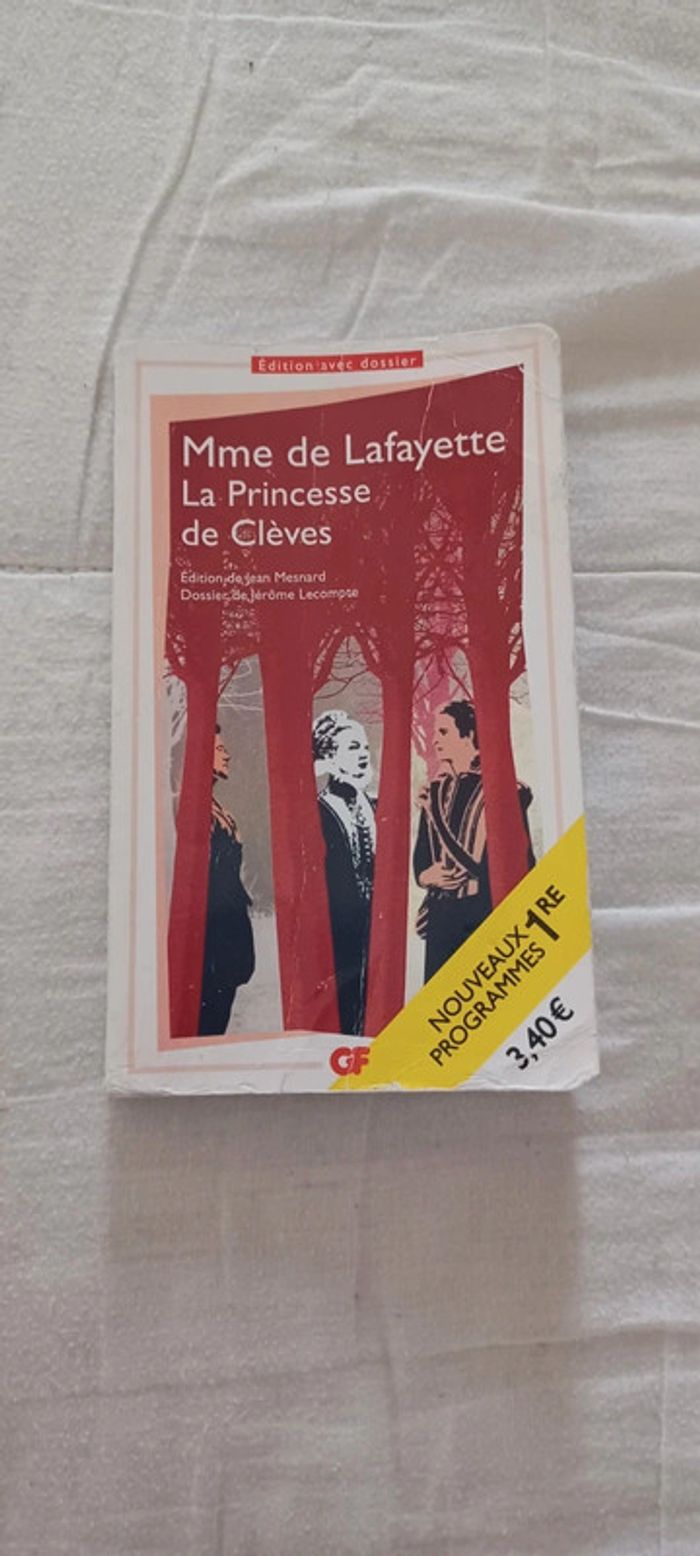 Édition avec dossier
Mme de Lafayette
La Princesse
de Clèves
Édition de Jean Mesnard
Dossier de Jérôme Lecompte
NOUVEAUX
PROGRAMMES 1RE
3,40 €
GF